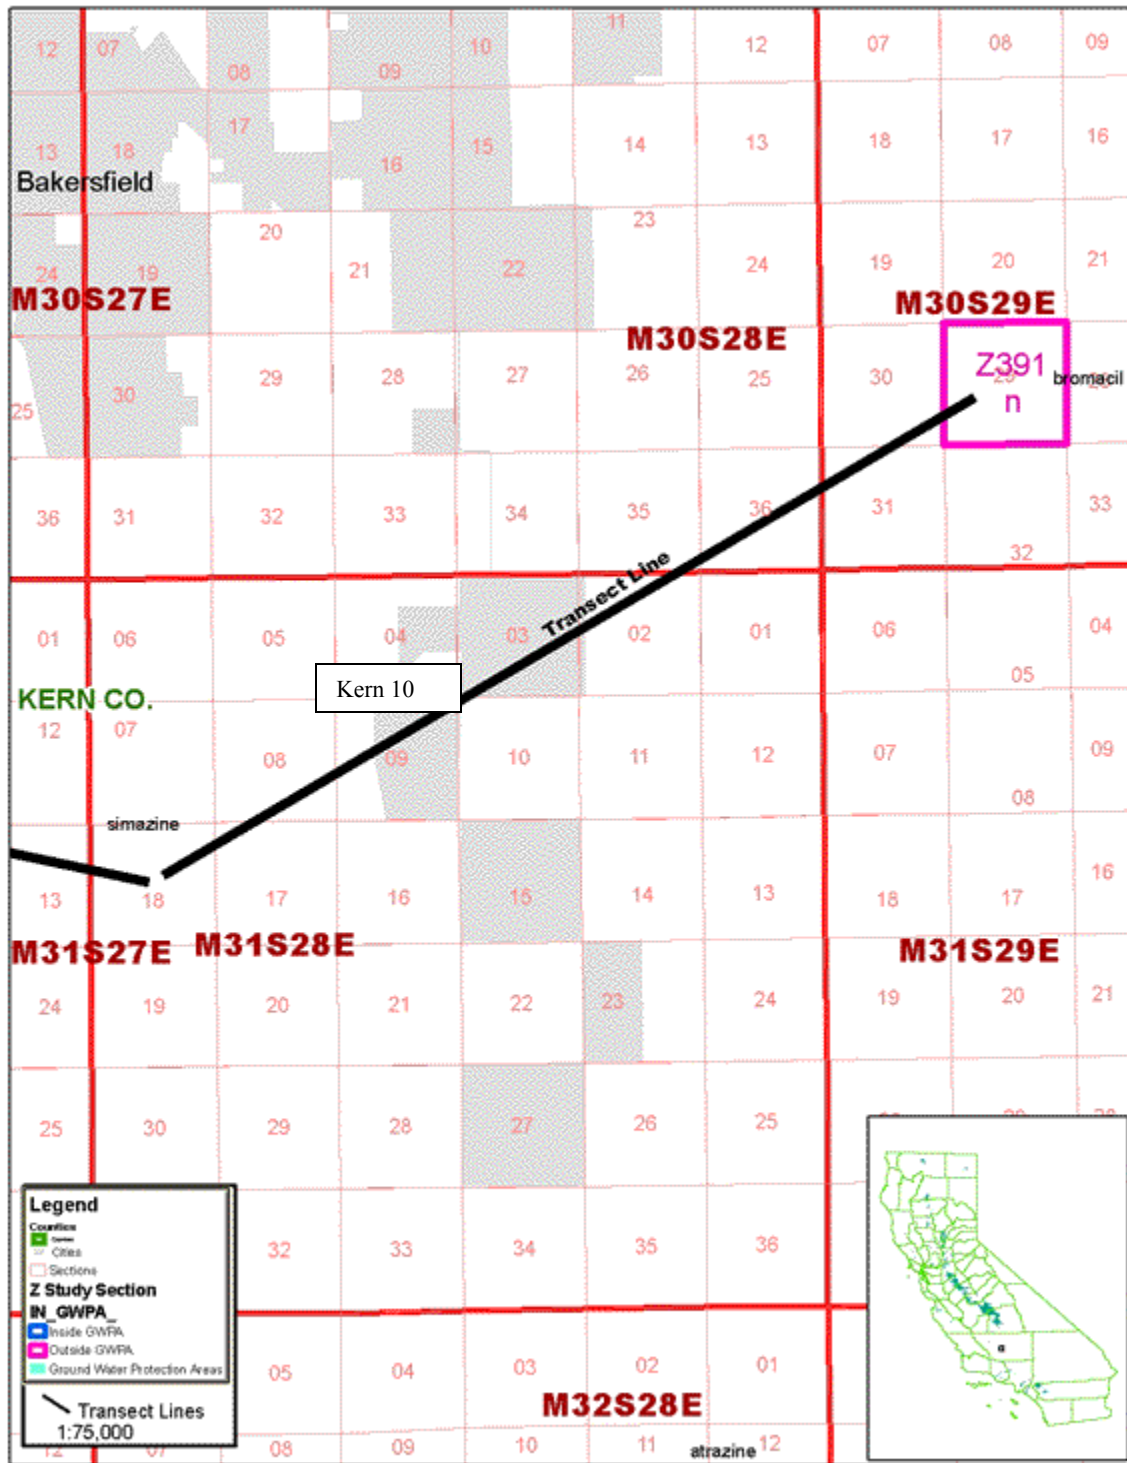 12 07 08 09 10 11 12 07 08 09
13 18 17 16 15 14 13 18 17 16
Bakersfield
24 19 20 21 22 23 24 19 20 21
M30S27E M30S28E M30S29E
25 30 29 28 27 26 25 30 29
Z391
n
bromacil
36 31 32 33 34 35 36 31 32 33
Transect Line
01 06 05 04 03 02 01 06 05 04
Kern 10
KERN CO.
12 07 08 09 10 11 12 07 08 09
simazine
13 18 17 16 15 14 13 18 17 16
M31S27E M31S28E M31S29E
24 19 20 21 22 23 24 19 20 21
25 30 29 28 27 26 25
32 33 34 35 36
05 04 03 02 01
M32S28E
12 07 08 09 10 11 12
atrazine
Legend
Counties
Cities
Sections
Z Study Section
IN_GWPA_
Inside GWPA
Outside GWPA
Ground Water Protection Areas
Transect Lines
1:75,000